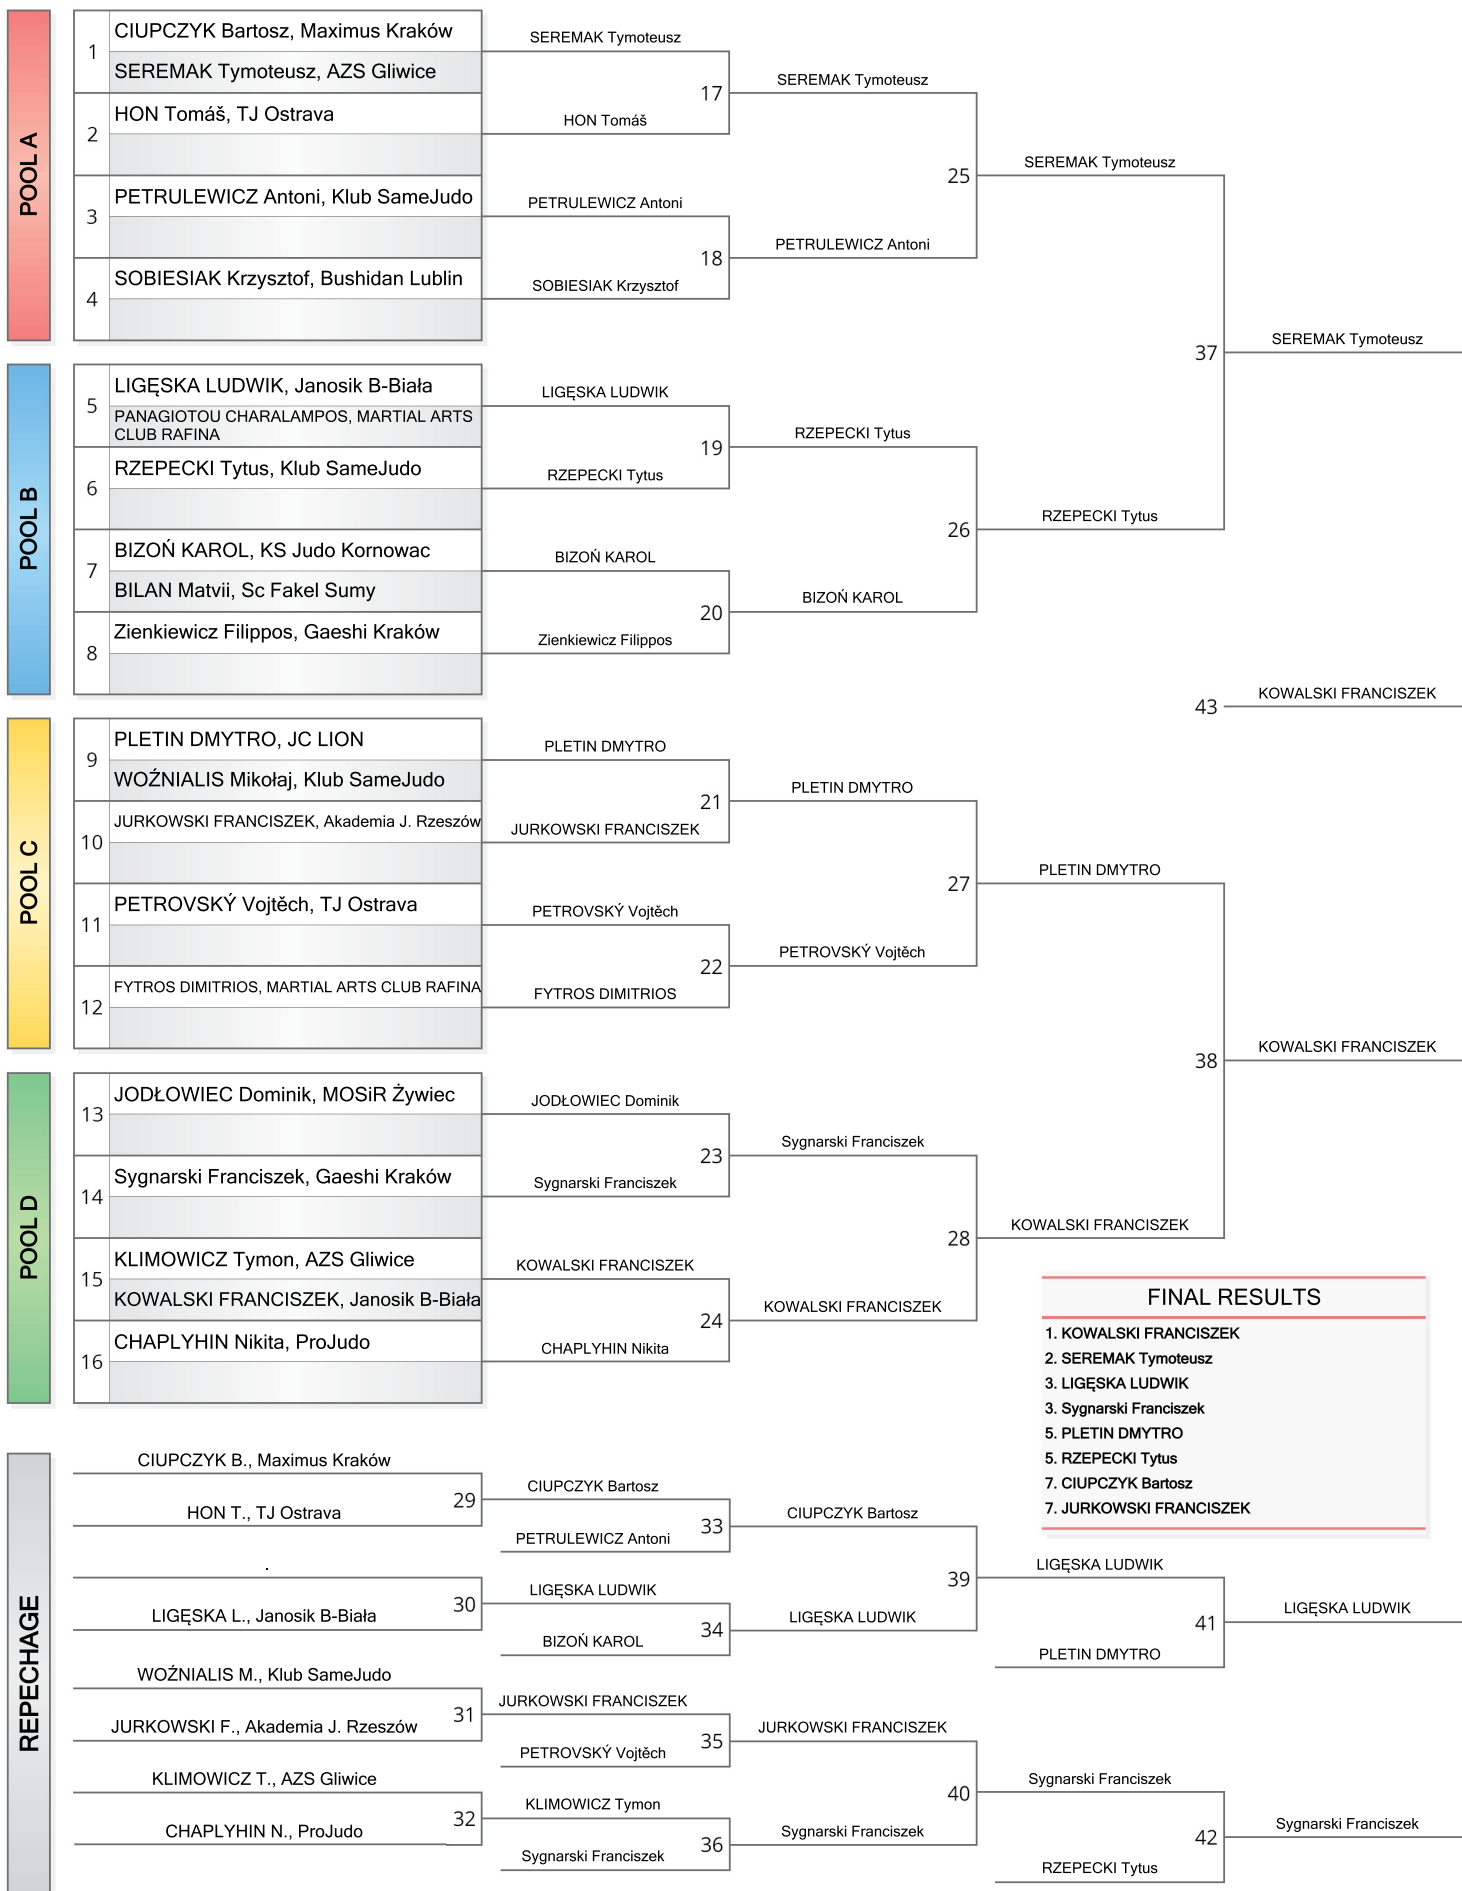 POOL A
1
CIUPCZYK Bartosz, Maximus Kraków
SEREMAK Tymoteusz, AZS Gliwice
2
HON Tomáš, TJ Ostrava
3
PETRULEWICZ Antoni, Klub SameJudo
4
SOBIESIAK Krzysztof, Bushidan Lublin
SEREMAK Tymoteusz
17
HON Tomáš
PETRULEWICZ Antoni
18
SOBIESIAK Krzysztof
SEREMAK Tymoteusz
25
PETRULEWICZ Antoni
SEREMAK Tymoteusz
POOL B
5
LIGĘSKA LUDWIK, Janosik B-Biała
PANAGIOTOU CHARALAMPOS, MARTIAL ARTS
CLUB RAFINA
6
RZEPECKI Tytus, Klub SameJudo
7
BIZOŃ KAROL, KS Judo Kornowac
BILAN Matvii, Sc Fakel Sumy
8
Zienkiewicz Filippos, Gaeshi Kraków
LIGĘSKA LUDWIK
19
RZEPECKI Tytus
BIZOŃ KAROL
20
Zienkiewicz Filippos
RZEPECKI Tytus
26
BIZOŃ KAROL
RZEPECKI Tytus
37
SEREMAK Tymoteusz
43
KOWALSKI FRANCISZEK
POOL C
9
PLETIN DMYTRO, JC LION
WOŹNIALIS Mikołaj, Klub SameJudo
10
JURKOWSKI FRANCISZEK, Akademia J. Rzeszów
11
PETROVSKÝ Vojtěch, TJ Ostrava
12
FYTROS DIMITRIOS, MARTIAL ARTS CLUB RAFINA
PLETIN DMYTRO
21
JURKOWSKI FRANCISZEK
PETROVSKÝ Vojtěch
22
FYTROS DIMITRIOS
PLETIN DMYTRO
27
PETROVSKÝ Vojtěch
PLETIN DMYTRO
38
KOWALSKI FRANCISZEK
POOL D
13
JODŁOWIEC Dominik, MOSiR Żywiec
14
Sygnarski Franciszek, Gaeshi Kraków
15
KLIMOWICZ Tymon, AZS Gliwice
KOWALSKI FRANCISZEK, Janosik B-Biała
16
CHAPLYHIN Nikita, ProJudo
JODŁOWIEC Dominik
23
Sygnarski Franciszek
KOWALSKI FRANCISZEK
24
CHAPLYHIN Nikita
Sygnarski Franciszek
28
KOWALSKI FRANCISZEK
KOWALSKI FRANCISZEK
FINAL RESULTS
1. KOWALSKI FRANCISZEK
2. SEREMAK Tymoteusz
3. LIGĘSKA LUDWIK
3. Sygnarski Franciszek
5. PLETIN DMYTRO
5. RZEPECKI Tytus
7. CIUPCZYK Bartosz
7. JURKOWSKI FRANCISZEK
REPECHAGE
CIUPCZYK B., Maximus Kraków
29
HON T., TJ Ostrava
.
30
LIGĘSKA L., Janosik B-Biała
WOŹNIALIS M., Klub SameJudo
31
JURKOWSKI F., Akademia J. Rzeszów
KLIMOWICZ T., AZS Gliwice
32
CHAPLYHIN N., ProJudo
CIUPCZYK Bartosz
33
PETRULEWICZ Antoni
LIGĘSKA LUDWIK
34
BIZOŃ KAROL
JURKOWSKI FRANCISZEK
35
PETROVSKÝ Vojtěch
KLIMOWICZ Tymon
36
Sygnarski Franciszek
CIUPCZYK Bartosz
39
LIGĘSKA LUDWIK
JURKOWSKI FRANCISZEK
40
Sygnarski Franciszek
LIGĘSKA LUDWIK
41
PLETIN DMYTRO
LIGĘSKA LUDWIK
Sygnarski Franciszek
42
RZEPECKI Tytus
Sygnarski Franciszek